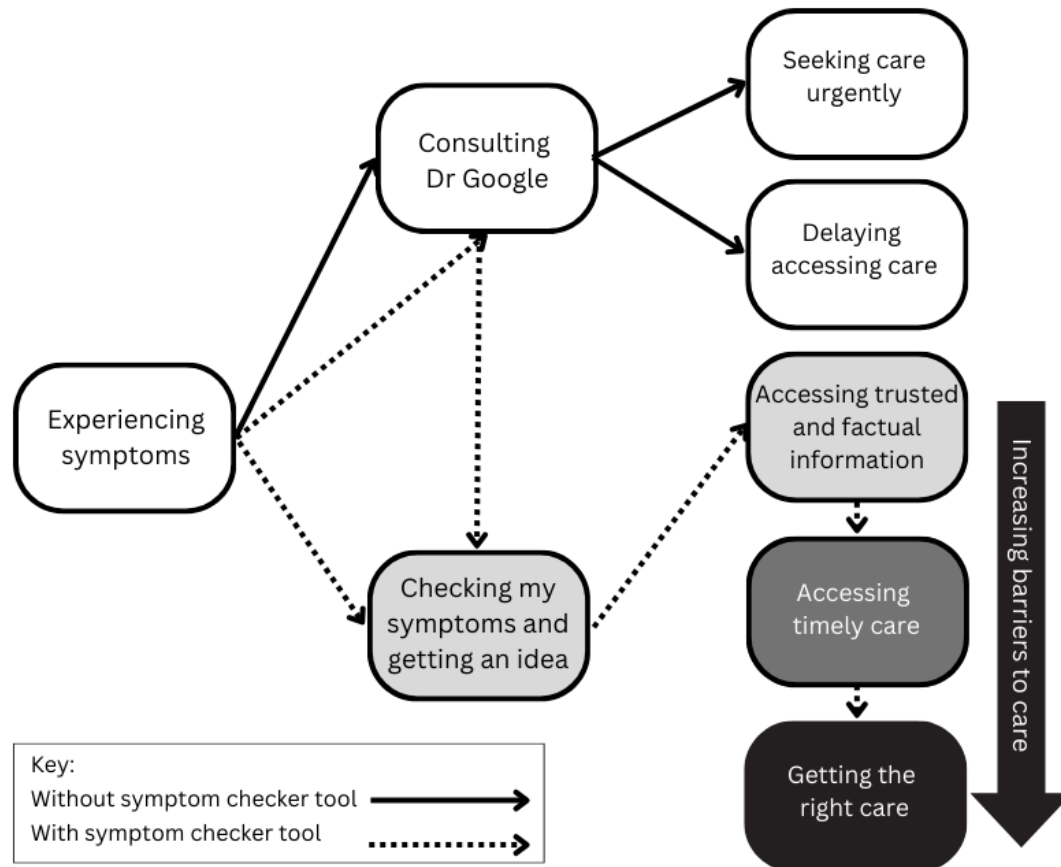 Seeking care
urgently
Consulting
Dr Google
Delaying
accessing care
Experiencing
symptoms
Accessing trusted
and factual
information
Checking my
symptoms and
getting an idea
Accessing
timely care
Getting the
right care
Increasing barriers to care
Key:
Without symptom checker tool
With symptom checker tool